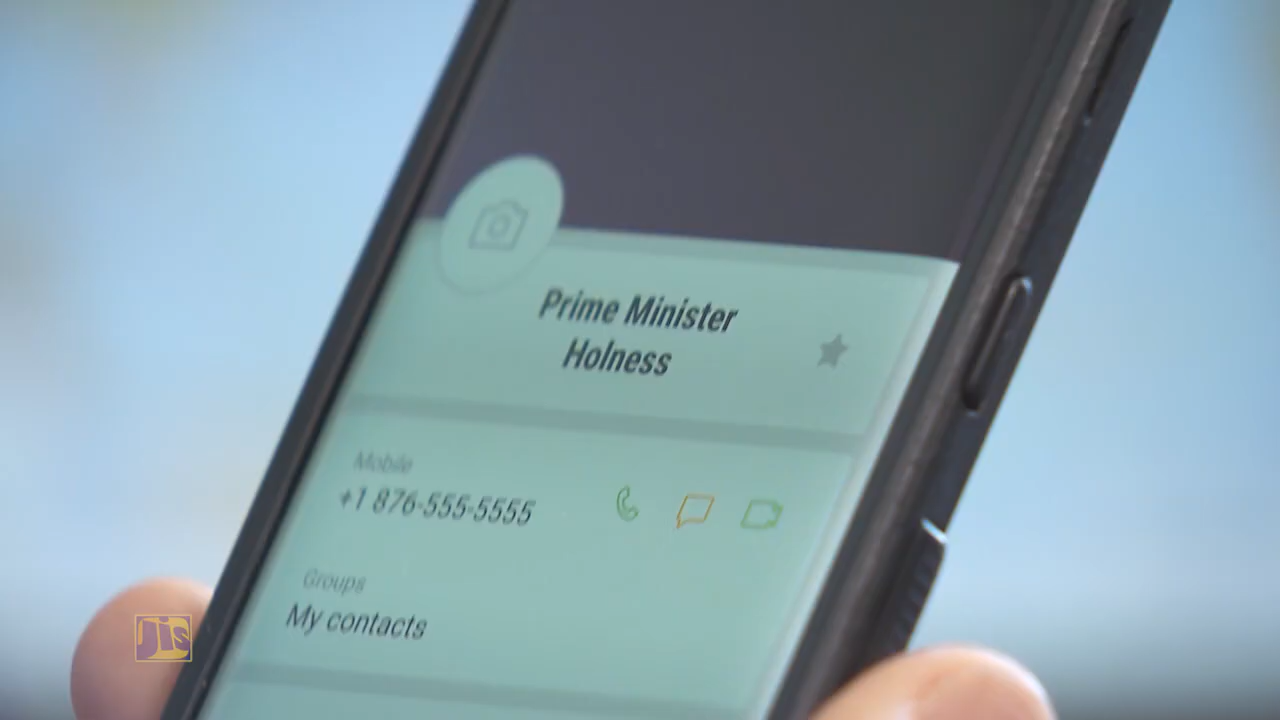 Prime Minister
Holness
Mobile
+1 876-555-5555
Groups
My contacts
Jis